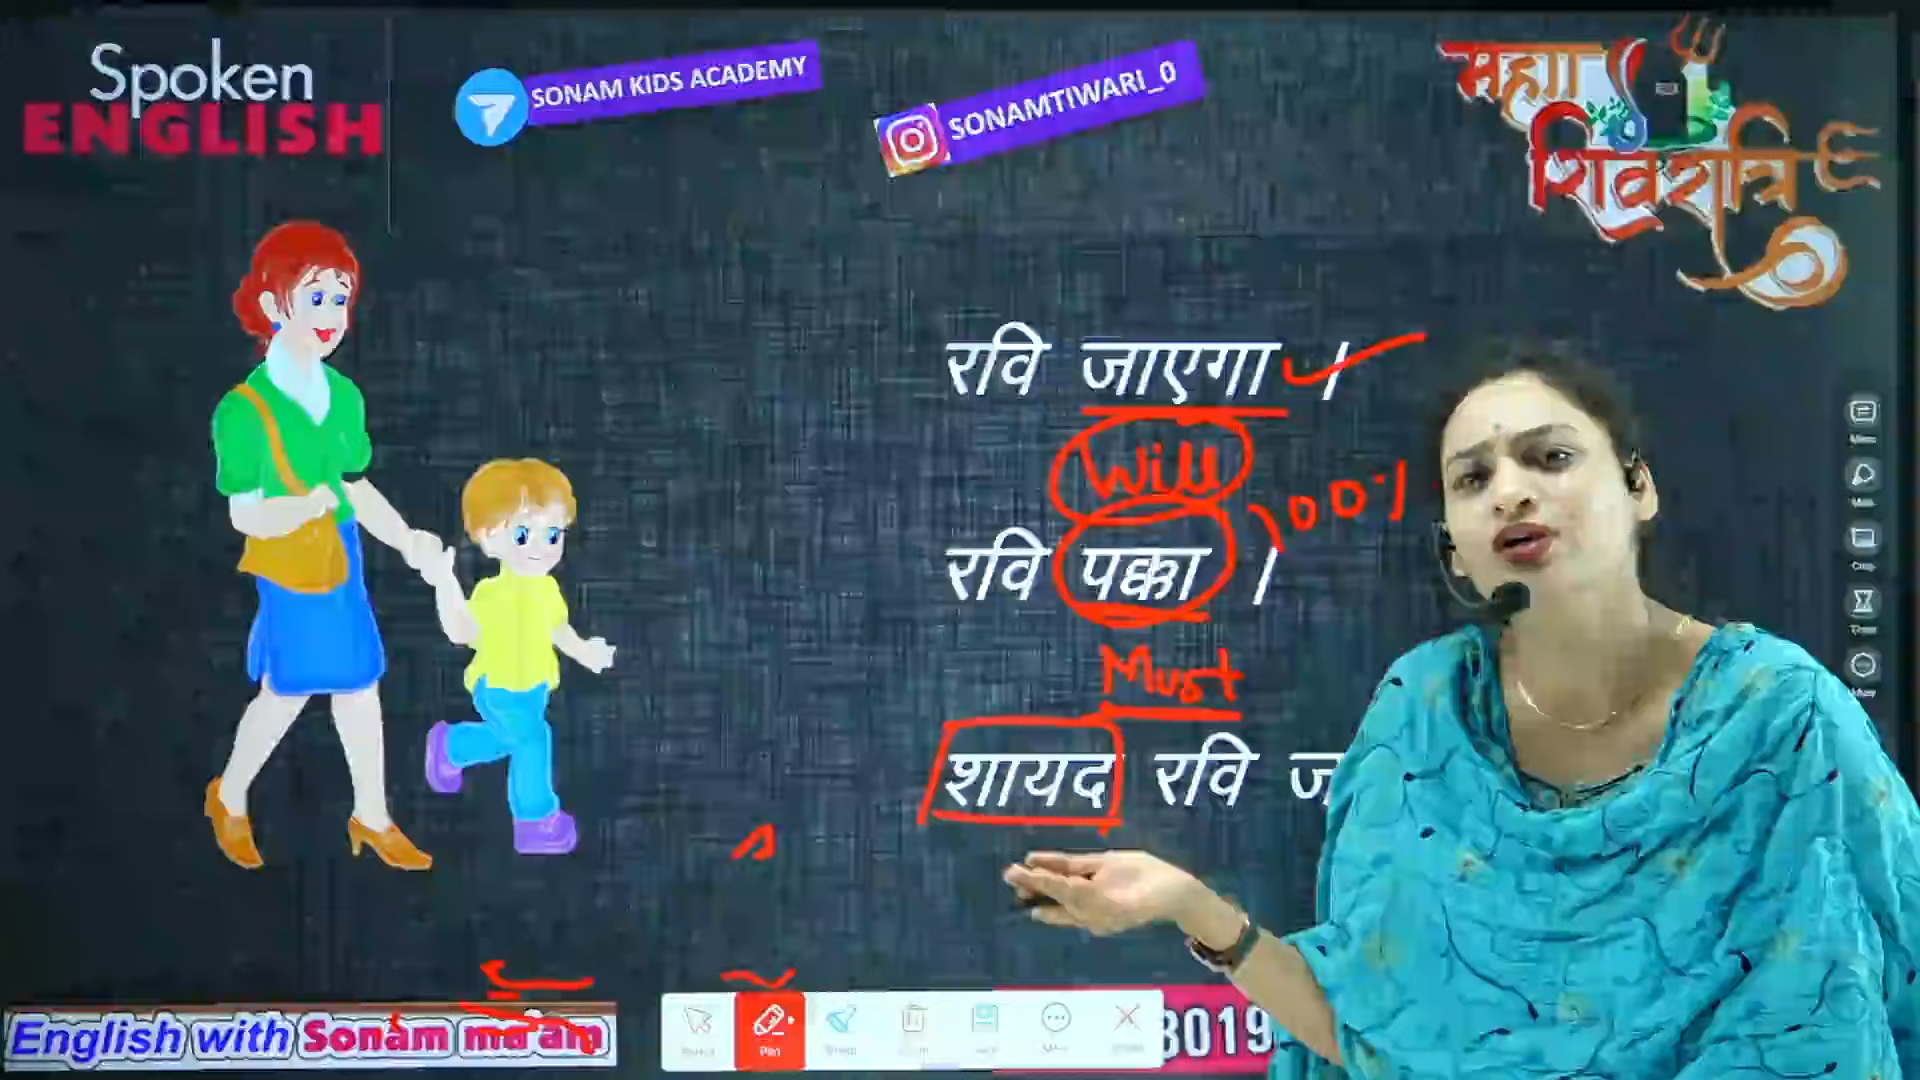 Spoken
ENGLISH
SONAM KIDS ACADEMY
SONAMTIWARI_0
महा
शिवरात्रि
रवि जाएगा ।
Will
100%
रवि पक्का ।
Must
शायद रवि ज
English with Sonam ma'am
Pen
3019